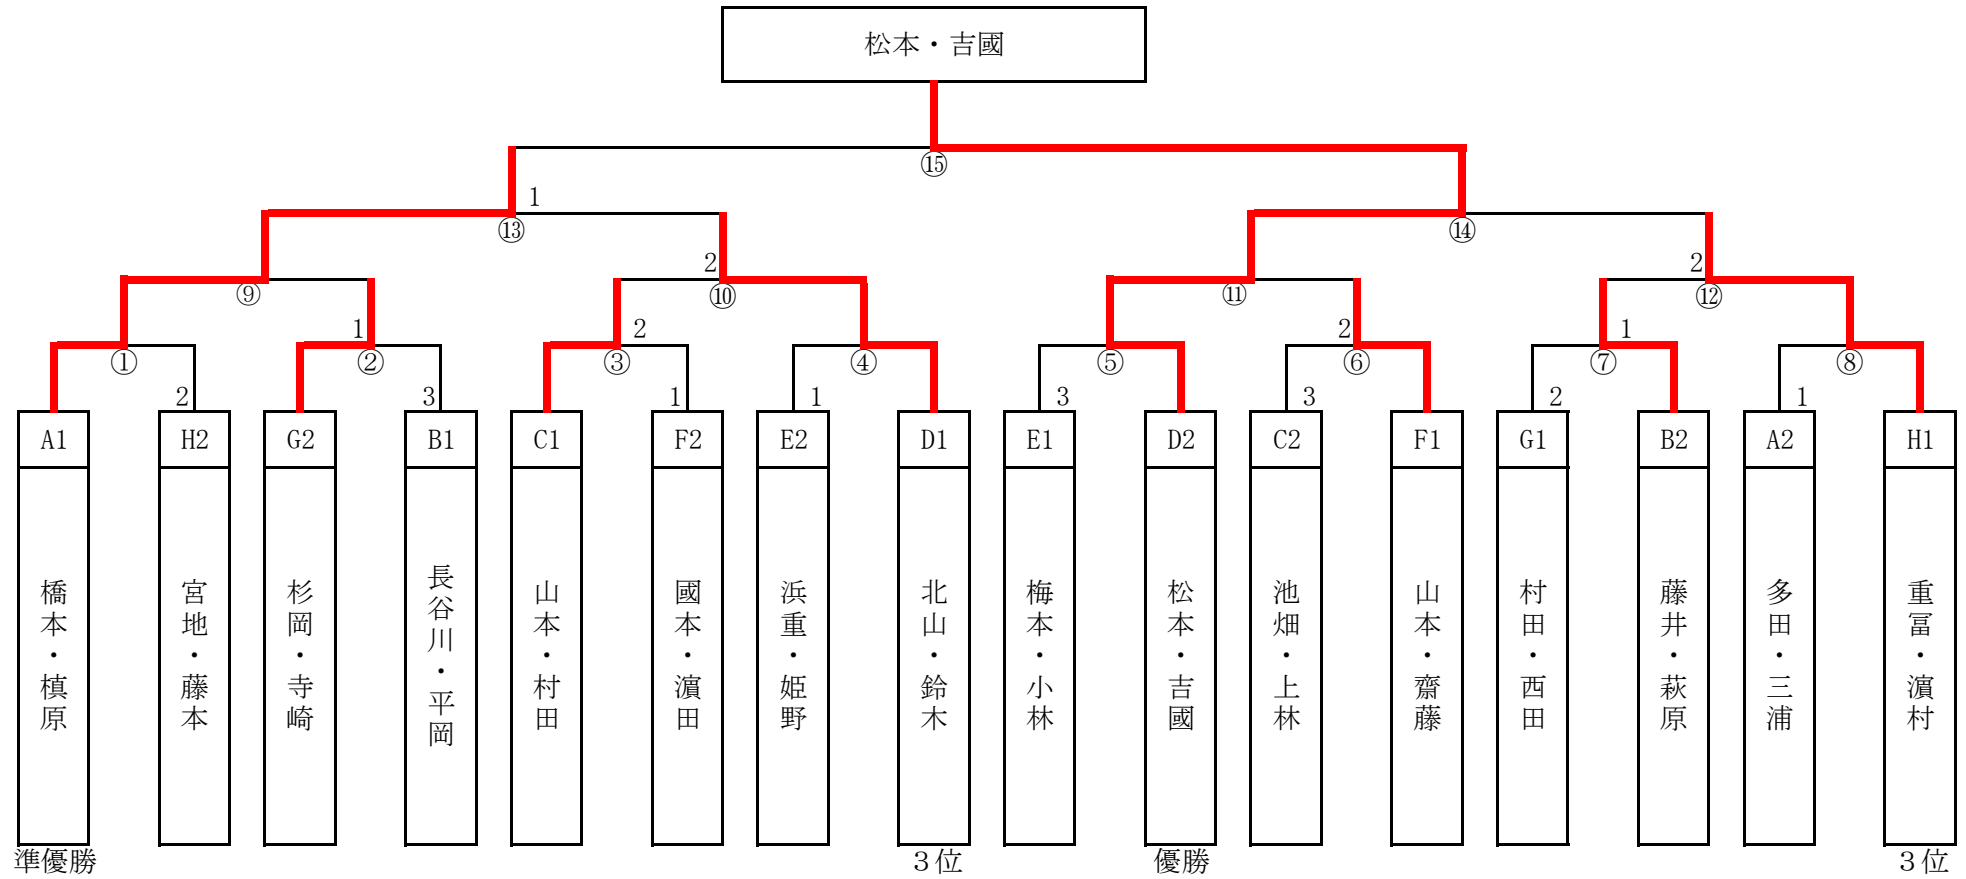 松本・吉國
⑮
1
⑬
⑭
2
2
⑨
⑩
⑪
⑫
1
2
2
1
①
②
③
④
⑤
⑥
⑦
⑧
2
3
1
1
3
3
2
1
A1
H2
G2
B1
C1
F2
E2
D1
E1
D2
C2
F1
G1
B2
A2
H1
橋本・槙原
宮地・藤本
杉岡・寺崎
長谷川・平岡
山本・村田
國本・濵田
浜重・姫野
北山・鈴木
梅本・小林
松本・吉國
池畑・上林
山本・齋藤
村田・西田
藤井・萩原
多田・三浦
重冨・濵村
準優勝
３位
優勝
３位